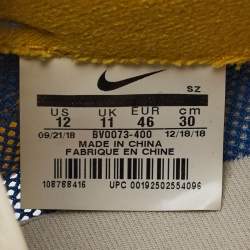 SZ
US UK EUR cm
12 11 46 30
09/21/18 BV0073-400 12/18/18
MADE IN CHINA
FABRIQUE EN CHINE
108788416 UPC 00192502554096